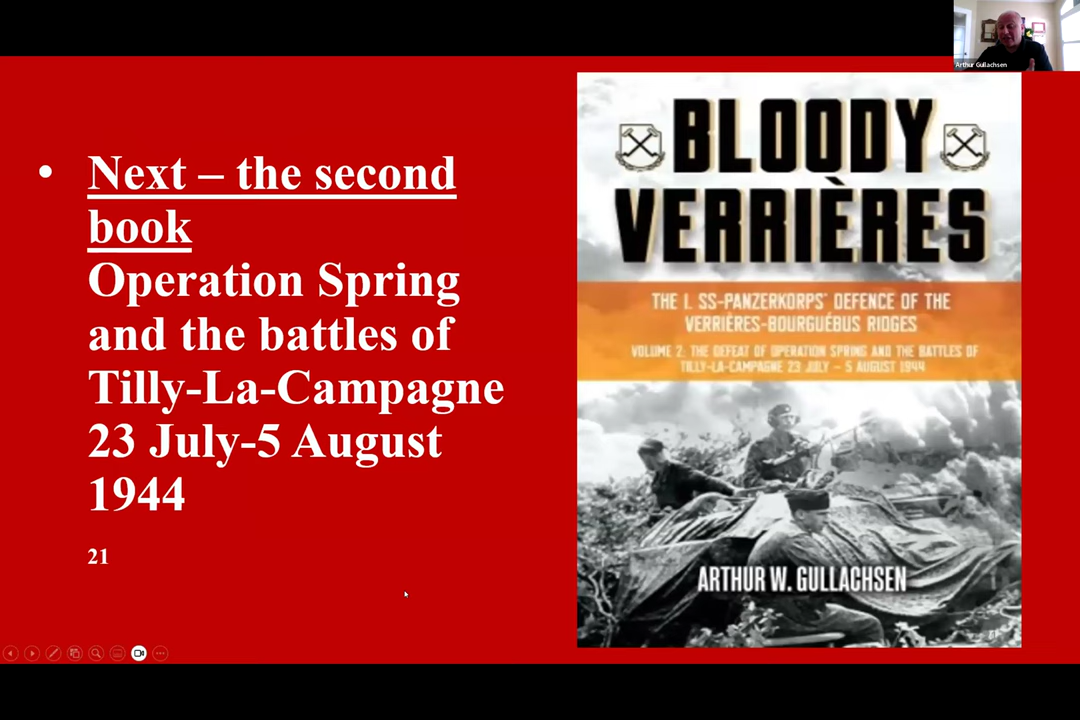 Arthur Gullachsen
• Next – the second
book
Operation Spring
and the battles of
Tilly-La-Campagne
23 July-5 August
1944
21
BLOODY
VERRIÈRES
THE I. SS-PANZERKORPS' DEFENCE OF THE
VERRIÈRES-BOURGUÉBUS RIDGES
VOLUME 2: THE DEFEAT OF OPERATION SPRING AND THE BATTLES OF
TILLY-LA-CAMPAGNE 23 JULY – 5 AUGUST 1944
ARTHUR W. GULLACHSEN